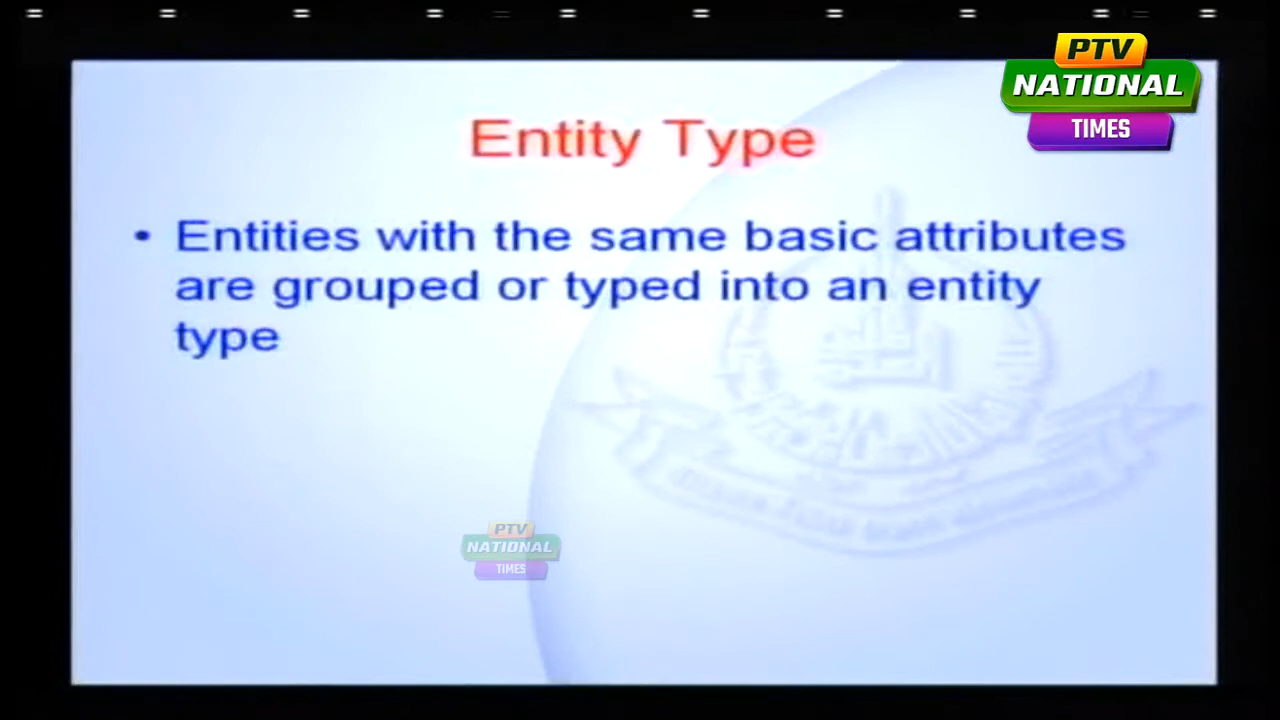 PTV
NATIONAL
TIMES
Entity Type
• Entities with the same basic attributes
are grouped or typed into an entity
type
PTV
NATIONAL
TIMES